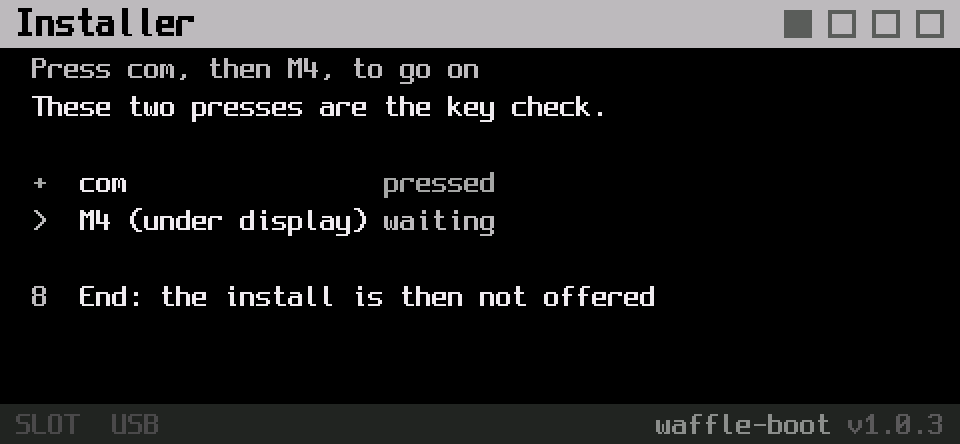 Installer
Press com, then M4, to go on
These two presses are the key check.
+ com pressed
> M4 (under display) waiting
8 End: the install is then not offered
SLOT USB waffle-boot v1.0.3